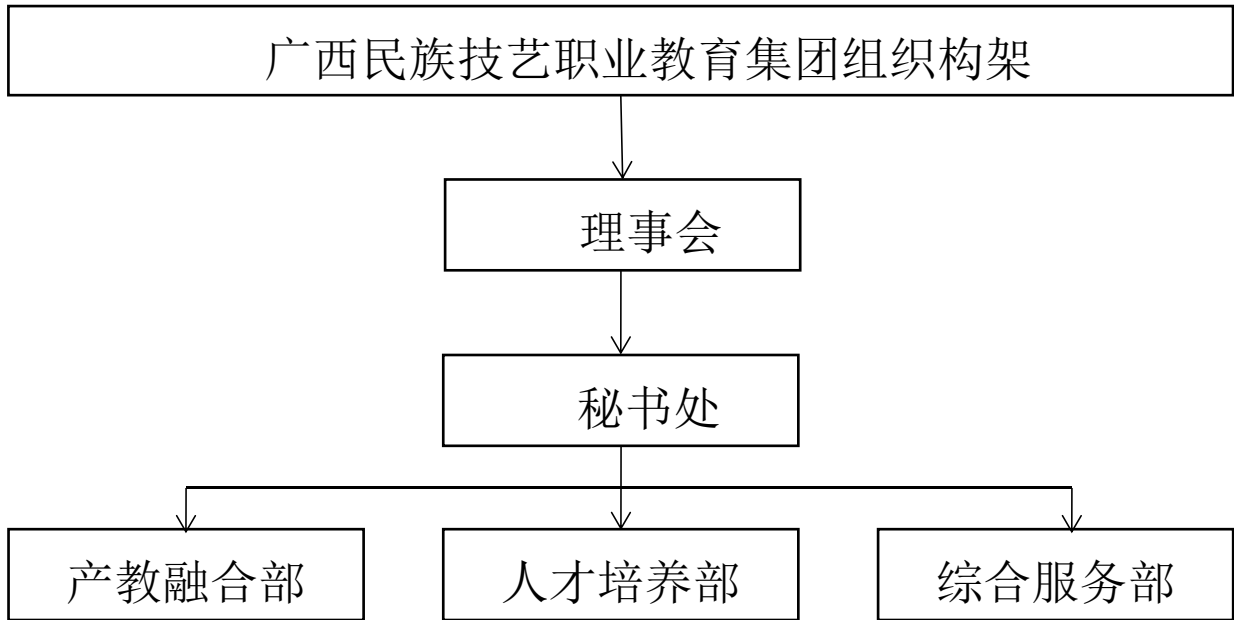 广西民族技艺职业教育集团组织构架
理事会
秘书处
产教融合部
人才培养部
综合服务部